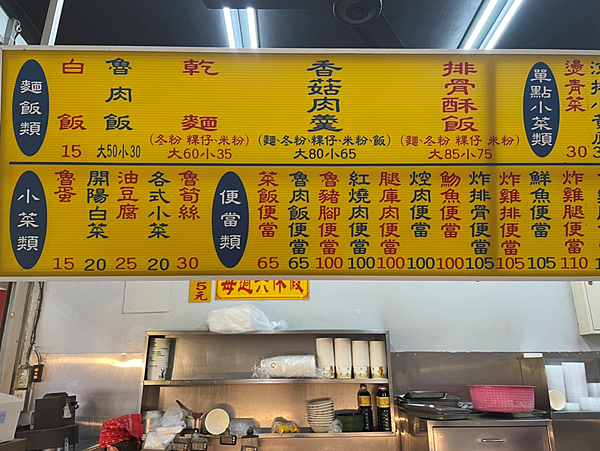 麵飯類
白飯
15
魯肉飯
大50小30
乾麵
(冬粉·粿仔·米粉)
大60小35
香菇肉羹
(麵·冬粉·粿仔·米粉·飯)
大80小65
排骨酥飯
(麵·冬粉·粿仔·米粉)
大85小75
單點小菜類
燙青菜
30
小菜類
魯蛋
15
開陽白菜
20
油豆腐
25
各式小菜
20
魯荀絲
30
便當類
菜飯便當
65
魯肉飯便當
65
魯豬腳便當
100
紅燒肉便當
100
腿庫肉便當
100
焢肉便當
100
魩魚便當
100
炸排骨便當
105
炸雞排便當
105
鮮魚便當
105
炸雞腿便當
110
5元